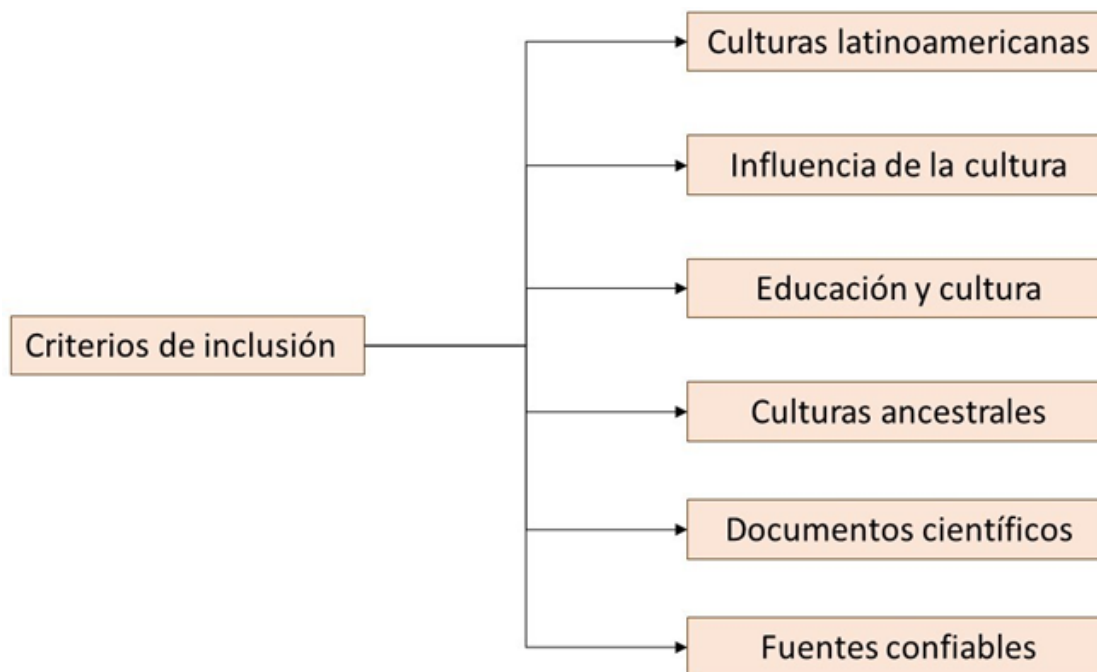 Culturas latinoamericanas
Influencia de la cultura
Educación y cultura
Criterios de inclusión
Culturas ancestrales
Documentos científicos
Fuentes confiables